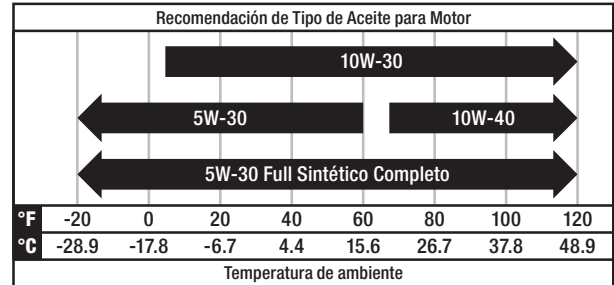 Recomendación de Tipo de Aceite para Motor
10W-30
5W-30 10W-40
5W-30 Full Sintético Completo
°F -20 0 20 40 60 80 100 120
°C -28.9 -17.8 -6.7 4.4 15.6 26.7 37.8 48.9
Temperatura de ambiente